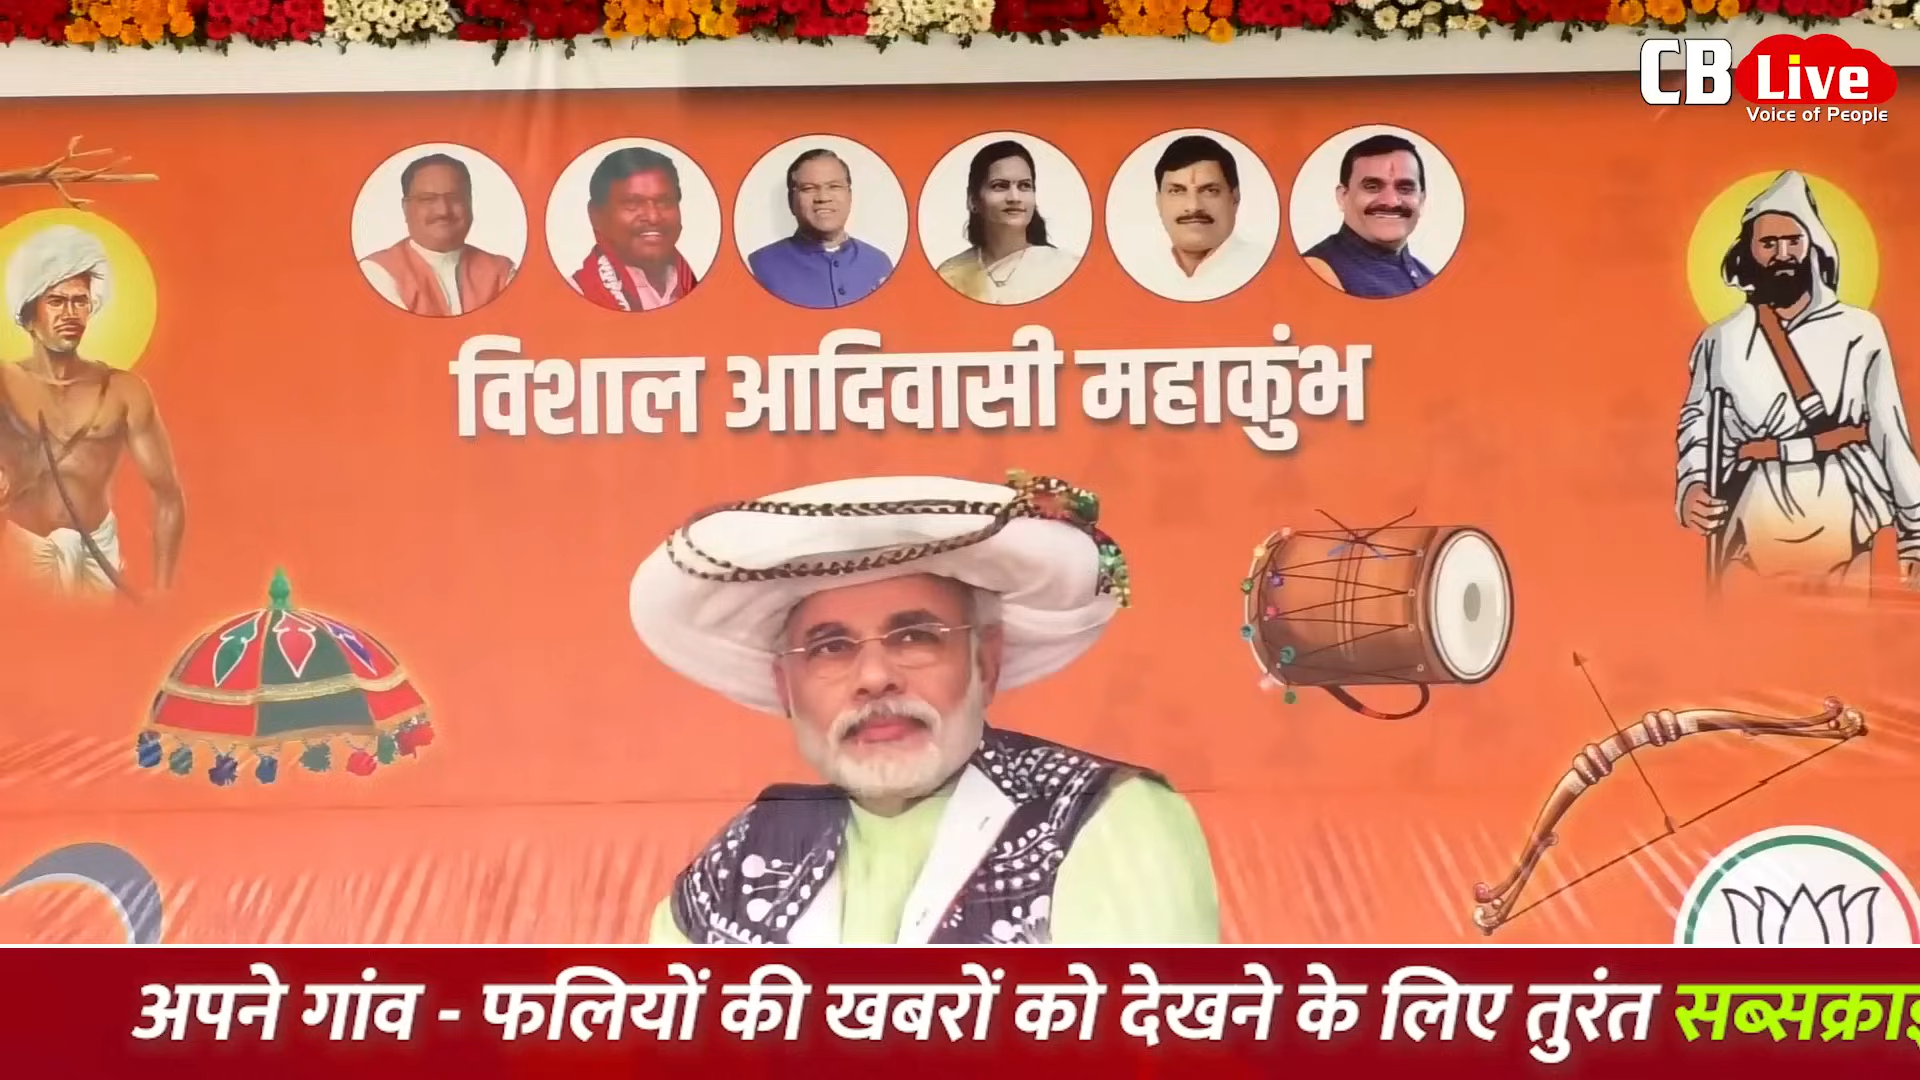 CB Live
Voice of People
विशाल आदिवासी महाकुंभ
अपने गांव - फलियों की खबरों को देखने के लिए तुरंत